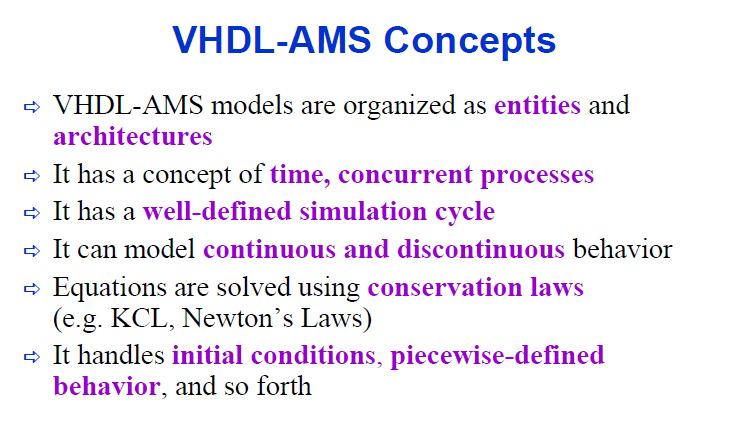 VHDL-AMS Concepts
⇨ VHDL-AMS models are organized as entities and
architectures
⇨ It has a concept of time, concurrent processes
⇨ It has a well-defined simulation cycle
⇨ It can model continuous and discontinuous behavior
⇨ Equations are solved using conservation laws
(e.g. KCL, Newton’s Laws)
⇨ It handles initial conditions, piecewise-defined
behavior, and so forth